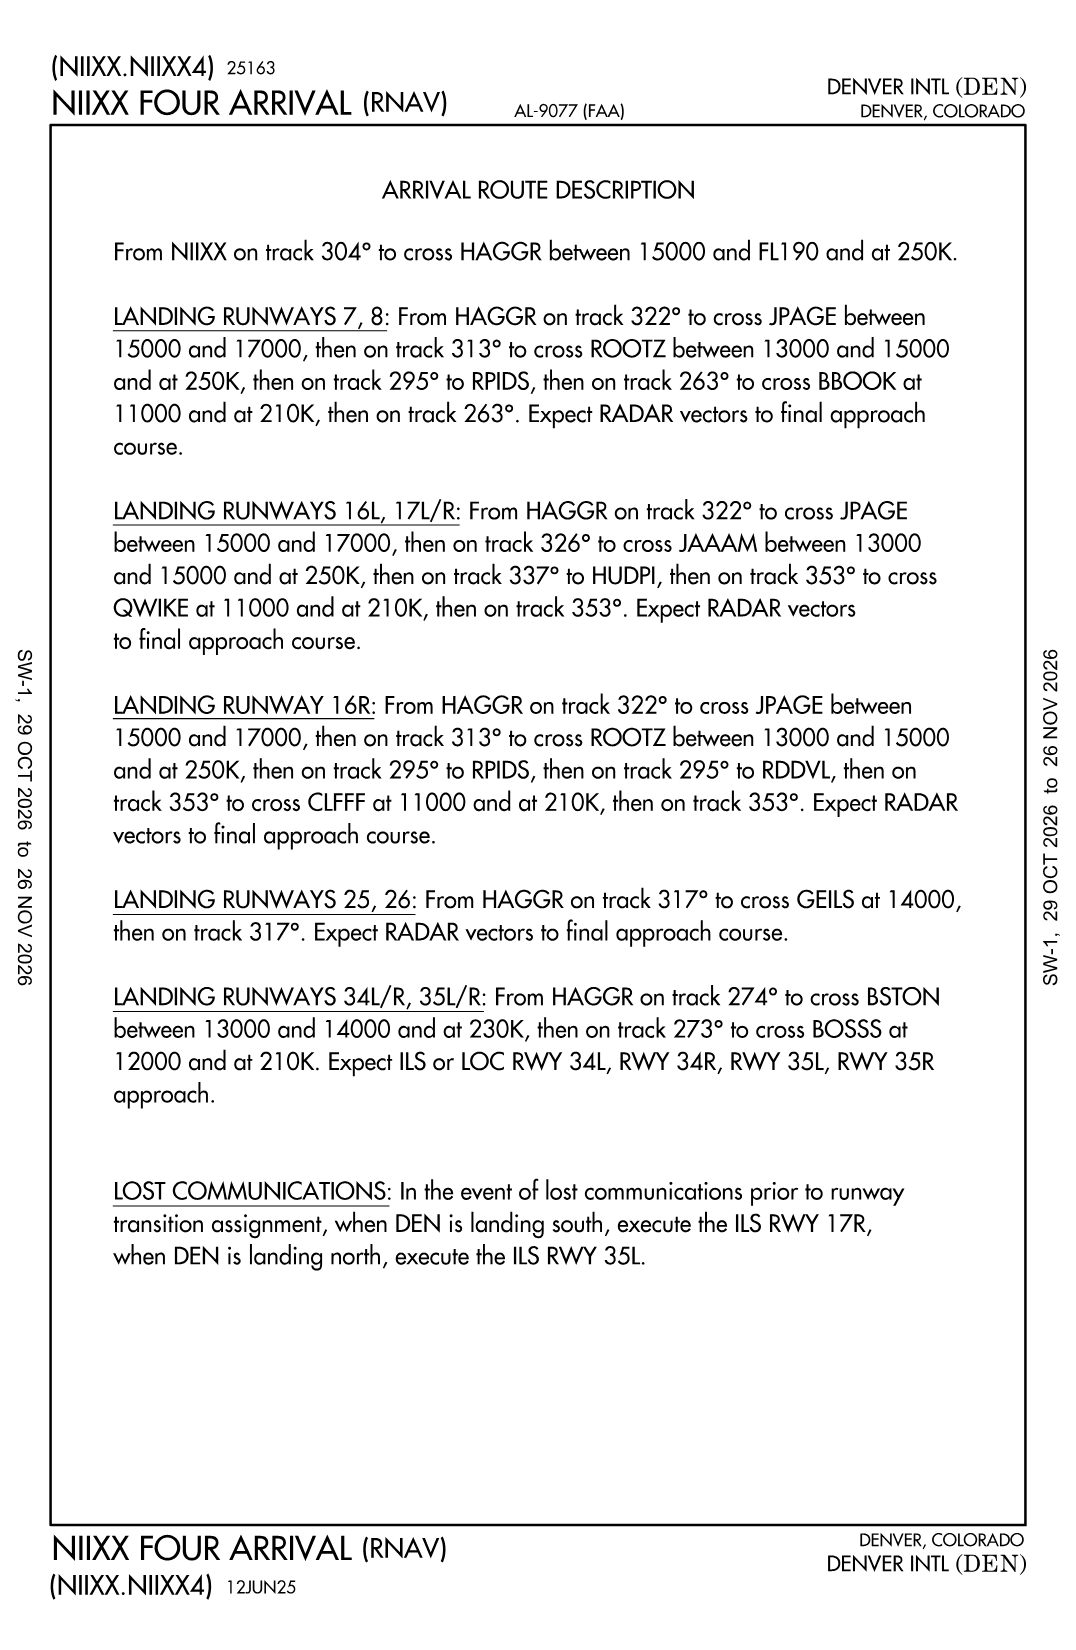 (NIIXX.NIIXX4) 25163
NIIXX FOUR ARRIVAL (RNAV)
AL-9077 (FAA)
DENVER INTL (DEN)
DENVER, COLORADO
ARRIVAL ROUTE DESCRIPTION
From NIIXX on track 304° to cross HAGGR between 15000 and FL190 and at 250K.
LANDING RUNWAYS 7, 8: From HAGGR on track 322° to cross JPAGE between
15000 and 17000, then on track 313° to cross ROOTZ between 13000 and 15000
and at 250K, then on track 295° to RPIDS, then on track 263° to cross BBOOK at
11000 and at 210K, then on track 263°. Expect RADAR vectors to final approach
course.
LANDING RUNWAYS 16L, 17L/R: From HAGGR on track 322° to cross JPAGE
between 15000 and 17000, then on track 326° to cross JAAAM between 13000
and 15000 and at 250K, then on track 337° to HUDPI, then on track 353° to cross
QWIKE at 11000 and at 210K, then on track 353°. Expect RADAR vectors
to final approach course.
LANDING RUNWAY 16R: From HAGGR on track 322° to cross JPAGE between
15000 and 17000, then on track 313° to cross ROOTZ between 13000 and 15000
and at 250K, then on track 295° to RPIDS, then on track 295° to RDDVL, then on
track 353° to cross CLFFF at 11000 and at 210K, then on track 353°. Expect RADAR
vectors to final approach course.
LANDING RUNWAYS 25, 26: From HAGGR on track 317° to cross GEILS at 14000,
then on track 317°. Expect RADAR vectors to final approach course.
LANDING RUNWAYS 34L/R, 35L/R: From HAGGR on track 274° to cross BSTON
between 13000 and 14000 and at 230K, then on track 273° to cross BOSSS at
12000 and at 210K. Expect ILS or LOC RWY 34L, RWY 34R, RWY 35L, RWY 35R
approach.
LOST COMMUNICATIONS: In the event of lost communications prior to runway
transition assignment, when DEN is landing south, execute the ILS RWY 17R,
when DEN is landing north, execute the ILS RWY 35L.
SW-1, 29 OCT 2026 to 26 NOV 2026
SW-1, 29 OCT 2026 to 26 NOV 2026
NIIXX FOUR ARRIVAL (RNAV)
(NIIXX.NIIXX4) 12JUN25
DENVER, COLORADO
DENVER INTL (DEN)